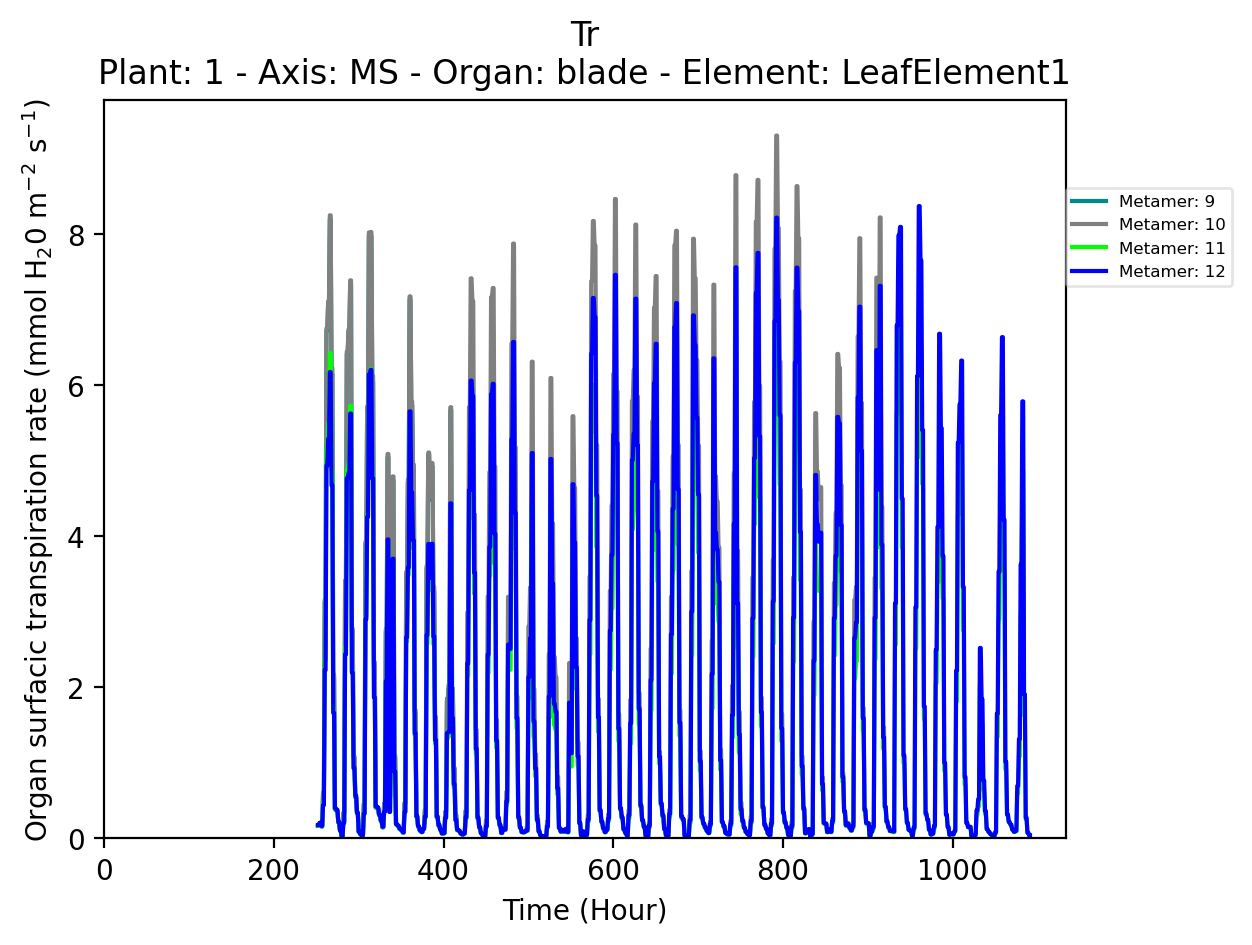 Tr
Plant: 1 - Axis: MS - Organ: blade - Element: LeafElement1
Organ surfacic transpiration rate (mmol H₂0 m⁻² s⁻¹)
8
6
4
2
0
0 200 400 600 800 1000
Time (Hour)
Metamer: 9
Metamer: 10
Metamer: 11
Metamer: 12